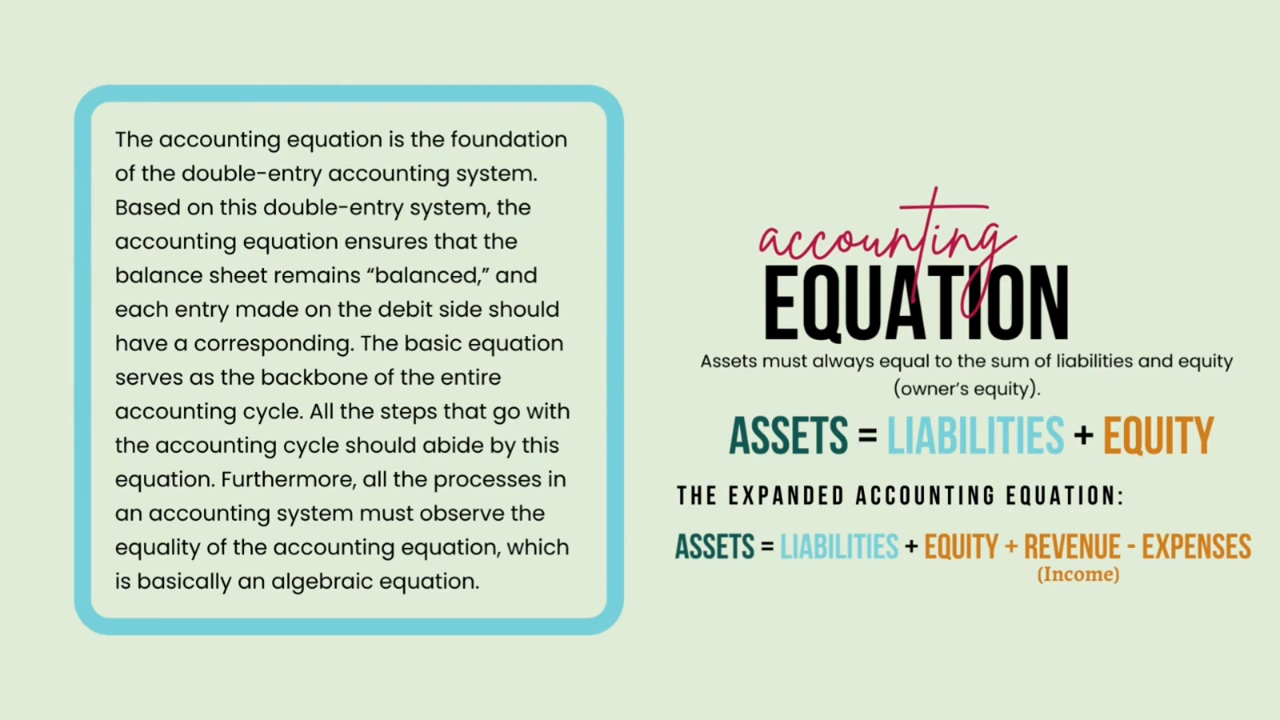 The accounting equation is the foundation
of the double-entry accounting system.
Based on this double-entry system, the
accounting equation ensures that the
balance sheet remains “balanced,” and
each entry made on the debit side should
have a corresponding. The basic equation
serves as the backbone of the entire
accounting cycle. All the steps that go with
the accounting cycle should abide by this
equation. Furthermore, all the processes in
an accounting system must observe the
equality of the accounting equation, which
is basically an algebraic equation.
accounting
EQUATION
Assets must always equal to the sum of liabilities and equity
(owner’s equity).
ASSETS = LIABILITIES + EQUITY
THE EXPANDED ACCOUNTING EQUATION:
ASSETS = LIABILITIES + EQUITY + REVENUE - EXPENSES
(Income)